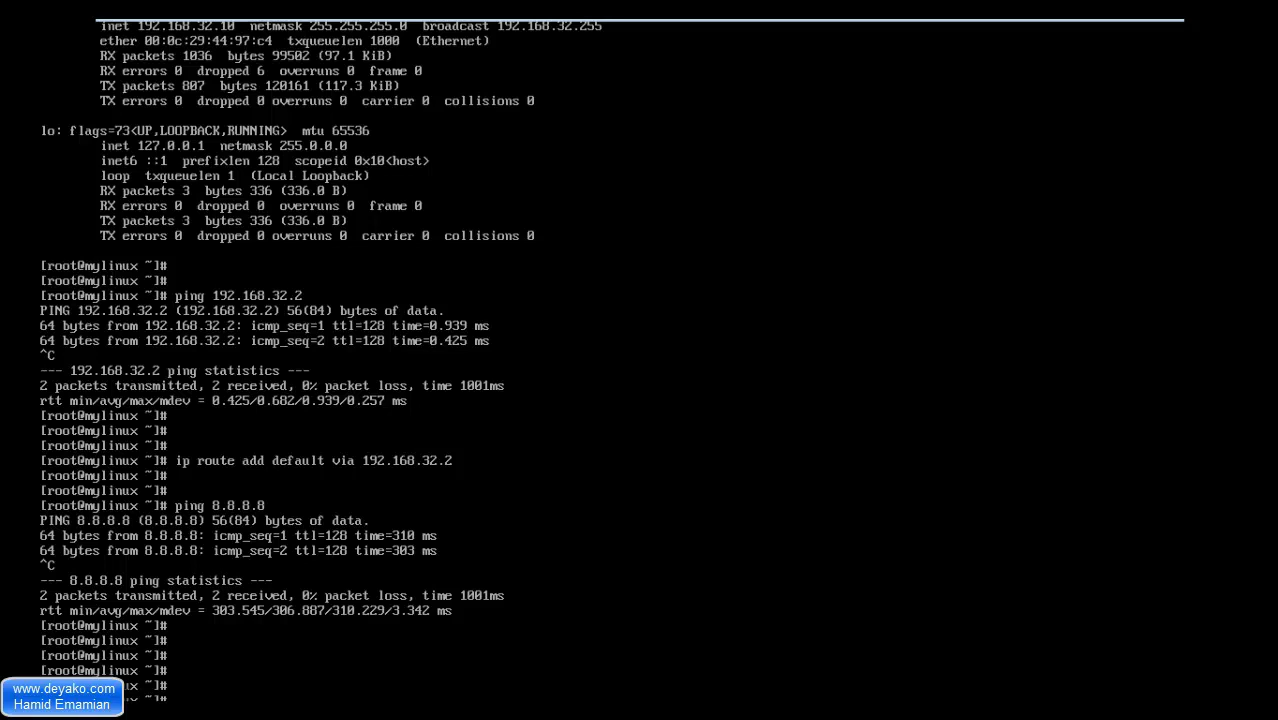 inet 192.168.32.10 netmask 255.255.255.0 broadcast 192.168.32.255
ether 00:0c:29:44:97:c4 txqueuelen 1000 (Ethernet)
RX packets 1036 bytes 99502 (97.1 KiB)
RX errors 0 dropped 6 overruns 0 frame 0
TX packets 807 bytes 120161 (117.3 KiB)
TX errors 0 dropped 0 overruns 0 carrier 0 collisions 0
lo: flags=73<UP,LOOPBACK,RUNNING> mtu 65536
inet 127.0.0.1 netmask 255.0.0.0
inet6 ::1 prefixlen 128 scopeid 0x10<host>
loop txqueuelen 1 (Local Loopback)
RX packets 3 bytes 336 (336.0 B)
RX errors 0 dropped 0 overruns 0 frame 0
TX packets 3 bytes 336 (336.0 B)
TX errors 0 dropped 0 overruns 0 carrier 0 collisions 0
[root@mylinux ~]#
[root@mylinux ~]#
[root@mylinux ~]# ping 192.168.32.2
PING 192.168.32.2 (192.168.32.2) 56(84) bytes of data.
64 bytes from 192.168.32.2: icmp_seq=1 ttl=128 time=0.939 ms
64 bytes from 192.168.32.2: icmp_seq=2 ttl=128 time=0.425 ms
^C
--- 192.168.32.2 ping statistics ---
2 packets transmitted, 2 received, 0% packet loss, time 1001ms
rtt min/avg/max/mdev = 0.425/0.682/0.939/0.257 ms
[root@mylinux ~]#
[root@mylinux ~]#
[root@mylinux ~]#
[root@mylinux ~]# ip route add default via 192.168.32.2
[root@mylinux ~]#
[root@mylinux ~]#
[root@mylinux ~]# ping 8.8.8.8
PING 8.8.8.8 (8.8.8.8) 56(84) bytes of data.
64 bytes from 8.8.8.8: icmp_seq=1 ttl=128 time=310 ms
64 bytes from 8.8.8.8: icmp_seq=2 ttl=128 time=303 ms
^C
--- 8.8.8.8 ping statistics ---
2 packets transmitted, 2 received, 0% packet loss, time 1001ms
rtt min/avg/max/mdev = 303.545/306.887/310.229/3.342 ms
[root@mylinux ~]#
[root@mylinux ~]#
[root@mylinux ~]#
[root@mylinux ~]#
ux ~]#
ux ~]#
www.deyako.com
Hamid Emamian